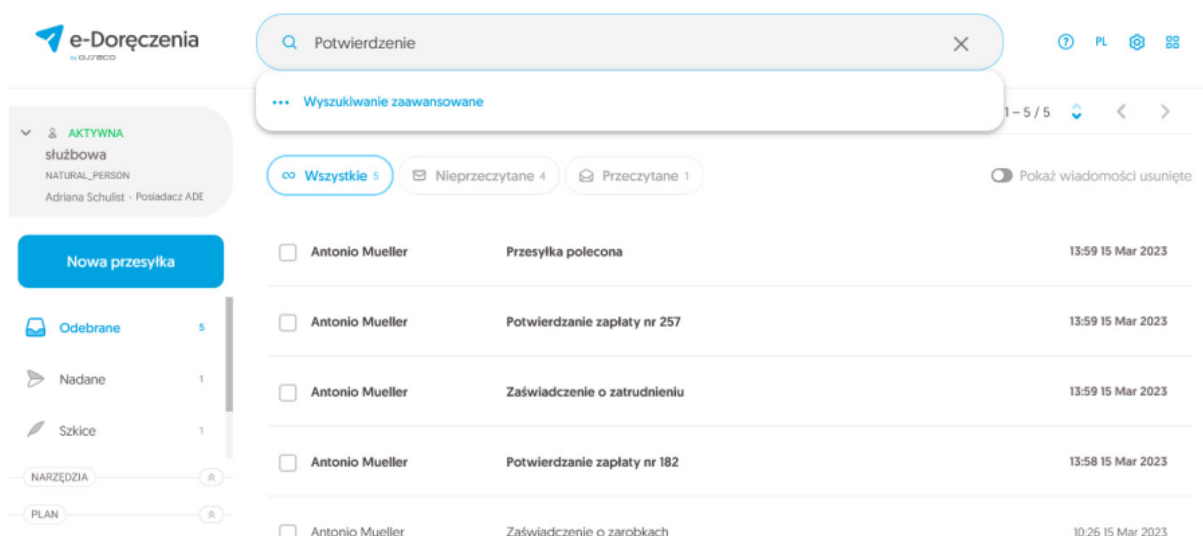 e-Doręczenia
by asseco
Potwierdzenie
PL
Wyszukiwanie zaawansowane
1 – 5 / 5
AKTYWNA
służbowa
NATURAL_PERSON
Adriana Schulist - Posiadacz ADE
Wszystkie 5
Nieprzeczytane 4
Przeczytane 1
Pokaż wiadomości usunięte
Nowa przesyłka
Odebrane 5
Nadane 1
Szkice 1
NARZĘDZIA
PLAN
Antonio Mueller Przesyłka polecona 13:59 15 Mar 2023
Antonio Mueller Potwierdzanie zapłaty nr 257 13:59 15 Mar 2023
Antonio Mueller Zaświadczenie o zatrudnieniu 13:59 15 Mar 2023
Antonio Mueller Potwierdzanie zapłaty nr 182 13:58 15 Mar 2023
Antonio Mueller Zaświadczenie o zarobkach 10:26 15 Mar 2023